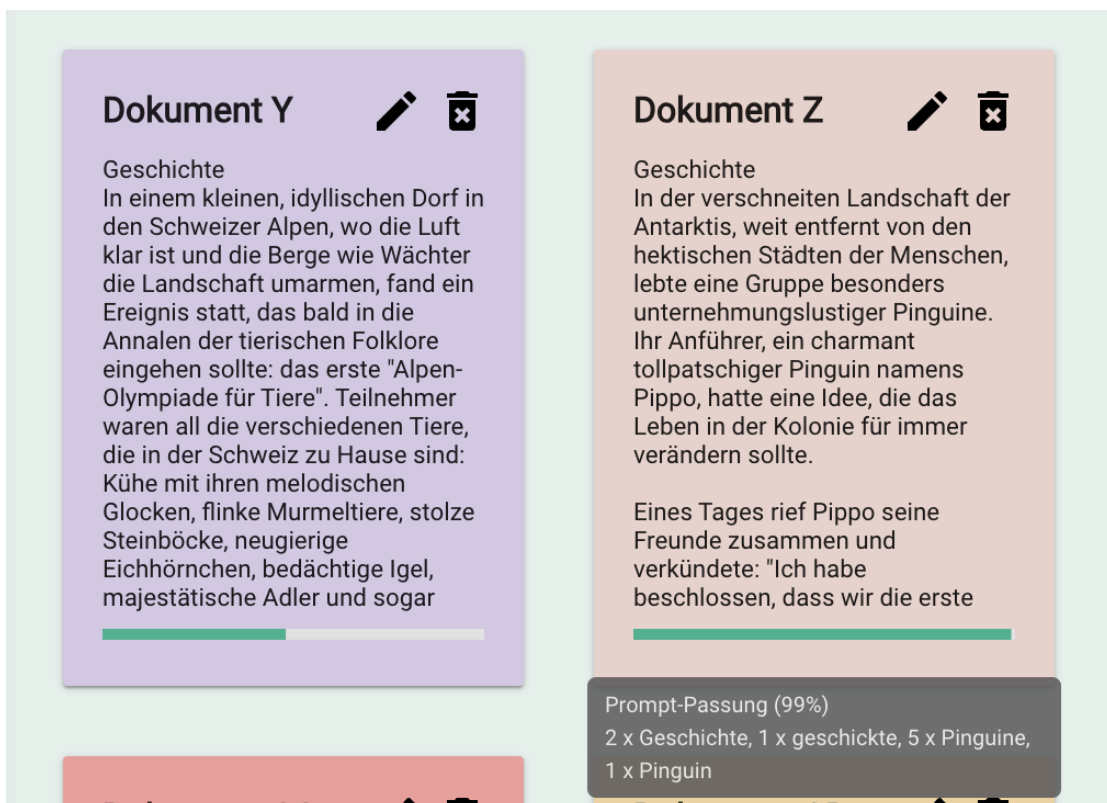 Dokument Y
Geschichte
In einem kleinen, idyllischen Dorf in
den Schweizer Alpen, wo die Luft
klar ist und die Berge wie Wächter
die Landschaft umarmen, fand ein
Ereignis statt, das bald in die
Annalen der tierischen Folklore
eingehen sollte: das erste "Alpen-
Olympiade für Tiere". Teilnehmer
waren all die verschiedenen Tiere,
die in der Schweiz zu Hause sind:
Kühe mit ihren melodischen
Glocken, flinke Murmeltiere, stolze
Steinböcke, neugierige
Eichhörnchen, bedächtige Igel,
majestätische Adler und sogar
Dokument Z
Geschichte
In der verschneiten Landschaft der
Antarktis, weit entfernt von den
hektischen Städten der Menschen,
lebte eine Gruppe besonders
unternehmungslustiger Pinguine.
Ihr Anführer, ein charmant
tollpatschiger Pinguin namens
Pippo, hatte eine Idee, die das
Leben in der Kolonie für immer
verändern sollte.
Eines Tages rief Pippo seine
Freunde zusammen und
verkündete: "Ich habe
beschlossen, dass wir die erste
Prompt-Passung (99%)
2 x Geschichte, 1 x geschickte, 5 x Pinguine,
1 x Pinguin